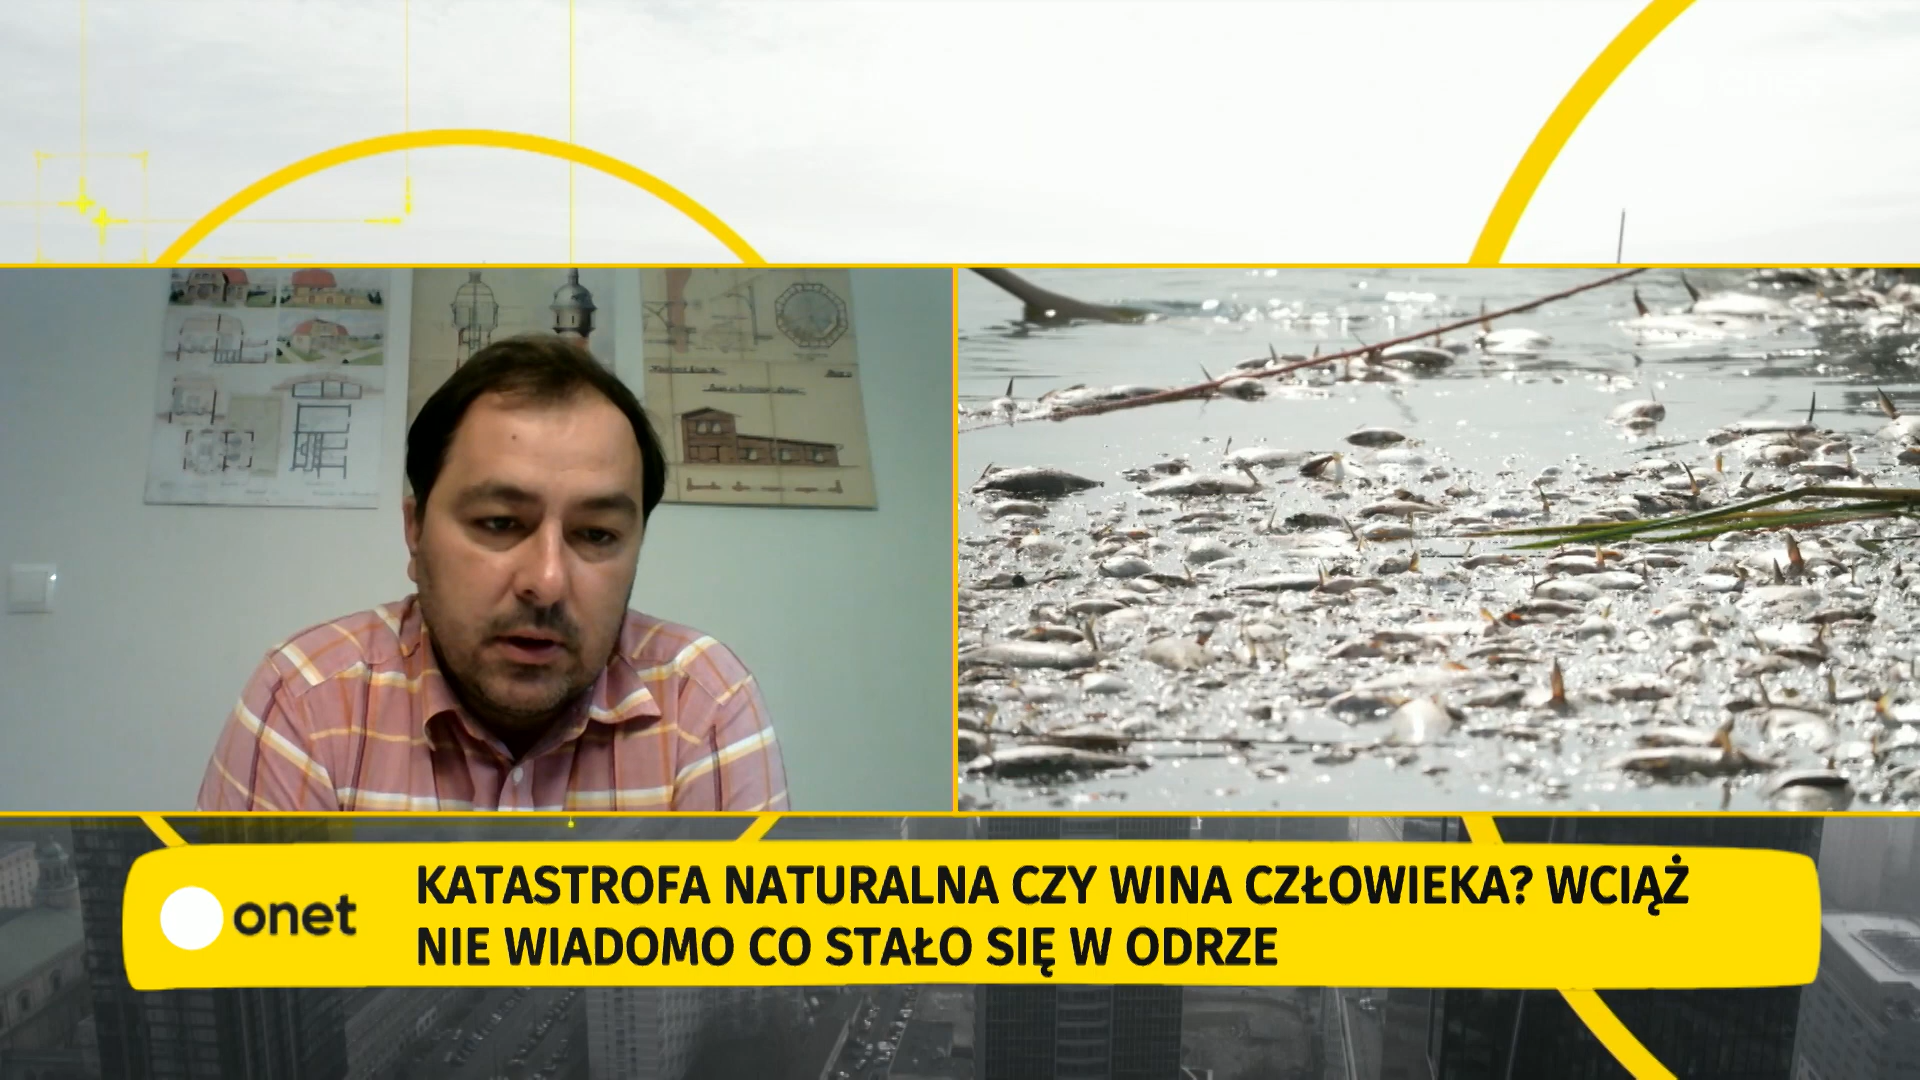 onet
KATASTROFA NATURALNA CZY WINA CZŁOWIEKA? WCIĄŻ
NIE WIADOMO CO STAŁO SIĘ W ODRZE